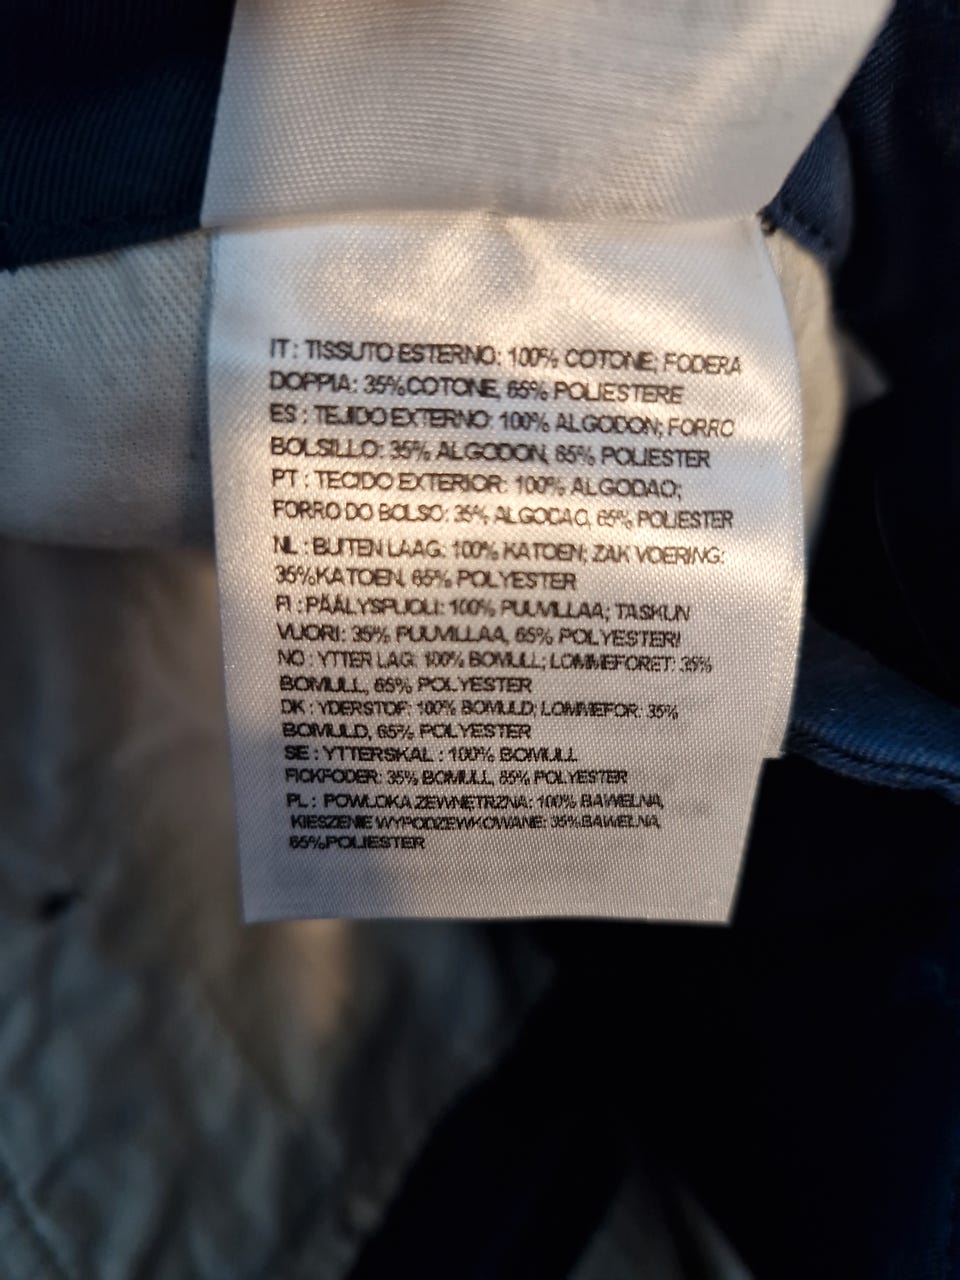 IT : TISSUTO ESTERNO: 100% COTONE; FODERA
DOPPIA: 35%COTONE, 65% POLIESTERE
ES : TEJIDO EXTERNO: 100% ALGODON; FORRO
BOLSILLO: 35% ALGODON, 65% POLIESTER
PT : TECIDO EXTERIOR: 100% ALGODAO;
FORRO DO BOLSO: 35% ALGODAO, 65% POLIESTER
NL : BUITEN LAAG: 100% KATOEN; ZAK VOERING:
35%KATOEN, 65% POLYESTER
FI : PÄÄLYSPUOLI: 100% PUUVILLAA; TASKUN
VUORI: 35% PUUVILLAA, 65% POLYESTERI
NO : YTTER LAG: 100% BOMULL; LOMMEFORET: 35%
BOMULL, 65% POLYESTER
DK : YDERSTOF: 100% BOMULD; LOMMEFOR: 35%
BOMULD, 65% POLYESTER
SE : YTTERSKAL : 100% BOMULL
FICKFODER: 35% BOMULL, 65% POLYESTER
PL : POWLOKA ZEWNĘTRZNA: 100% BAWELNA,
KIESZENIE WYPODZEWKOWANE: 35%BAWELNA,
65%POLIESTER